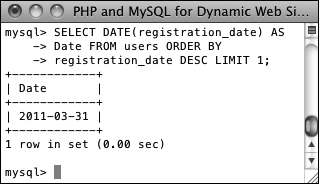 PHP and MySQL for Dynamic Web Si...
mysql> SELECT DATE(registration_date) AS
    -> Date FROM users ORDER BY
    -> registration_date DESC LIMIT 1;
+------------+
| Date       |
+------------+
| 2011-03-31 |
+------------+
1 row in set (0.00 sec)
mysql>